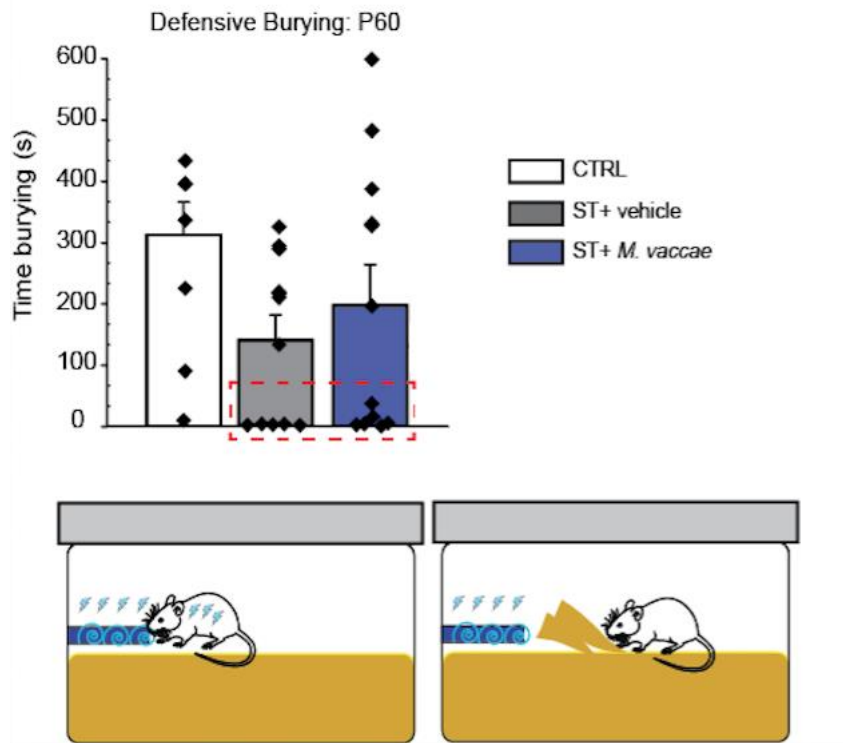 Defensive Burying: P60
Time burying (s)
600
500
400
300
200
100
0
CTRL
ST+ vehicle
ST+ M. vaccae